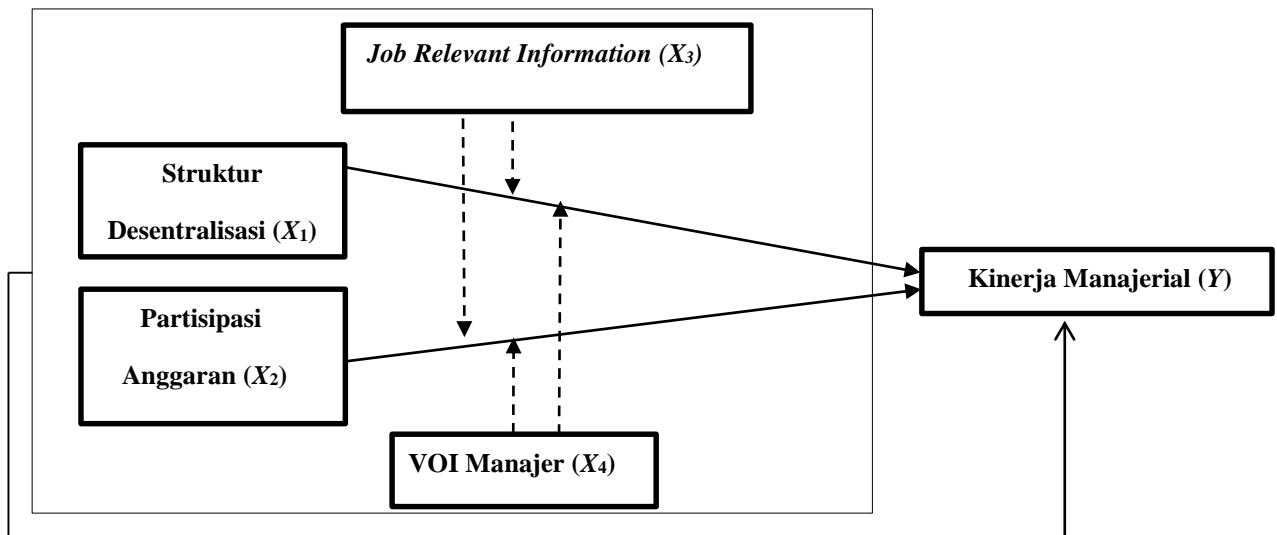 Job Relevant Information (X3)
Struktur
Desentralisasi (X1)
Kinerja Manajerial (Y)
Partisipasi
Anggaran (X2)
VOI Manajer (X4)